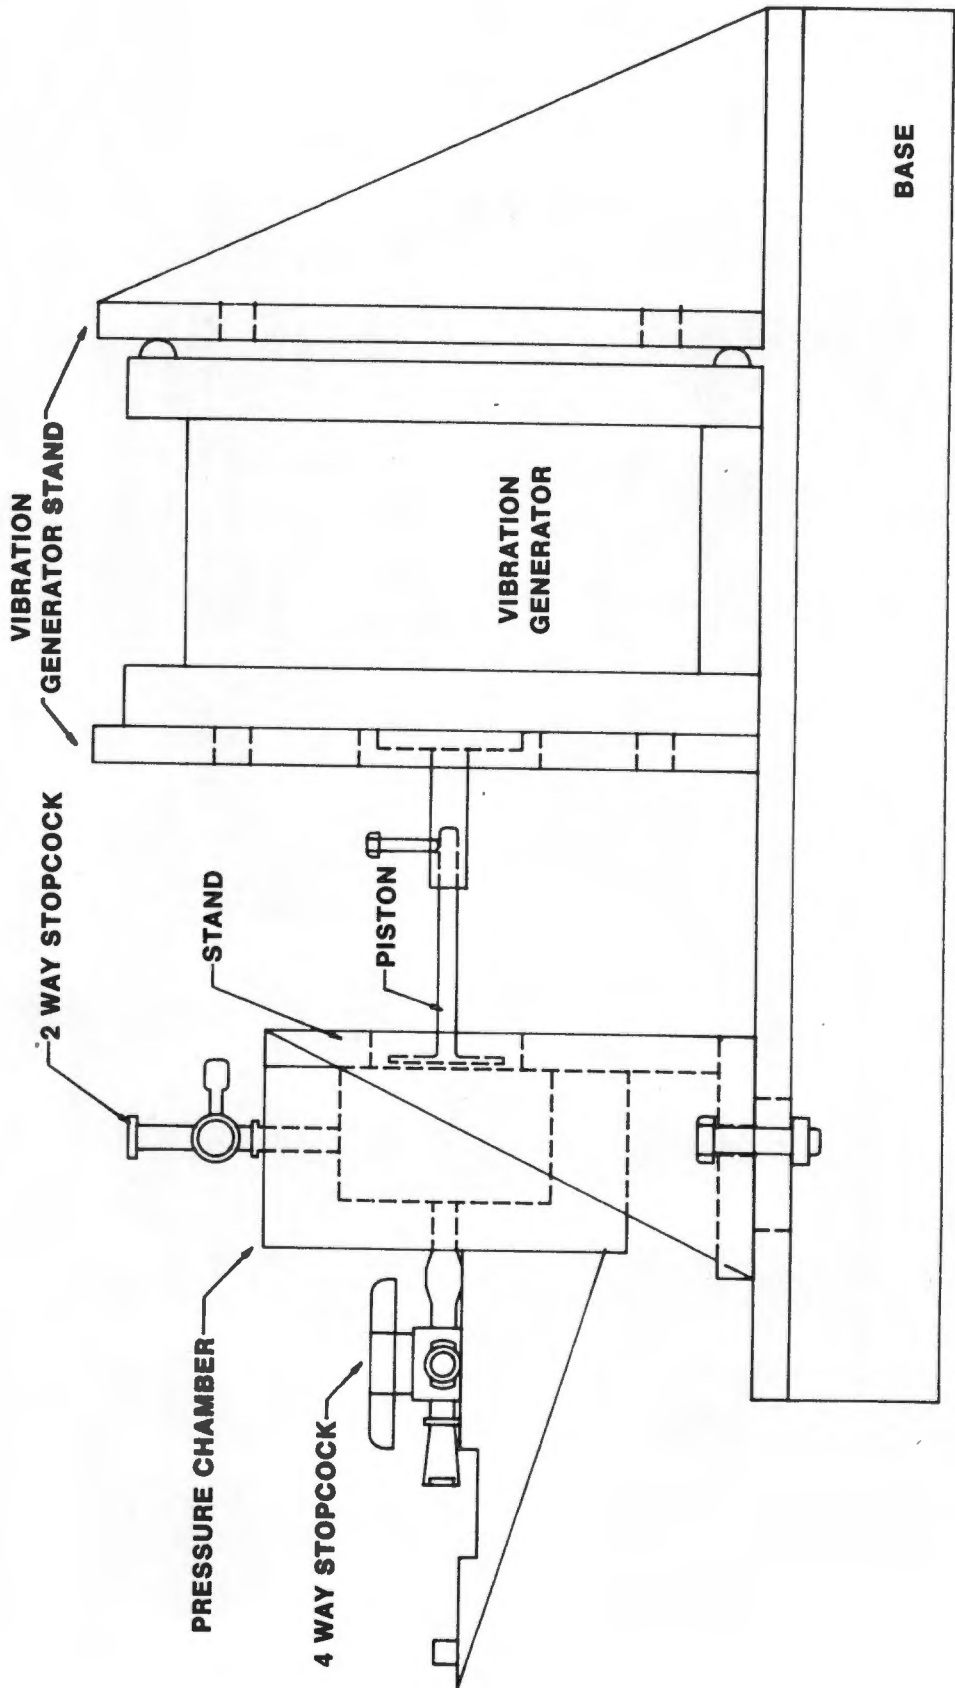 VIBRATION
GENERATOR STAND
2 WAY STOPCOCK
STAND
PISTON
VIBRATION
GENERATOR
BASE
PRESSURE CHAMBER
4 WAY STOPCOCK